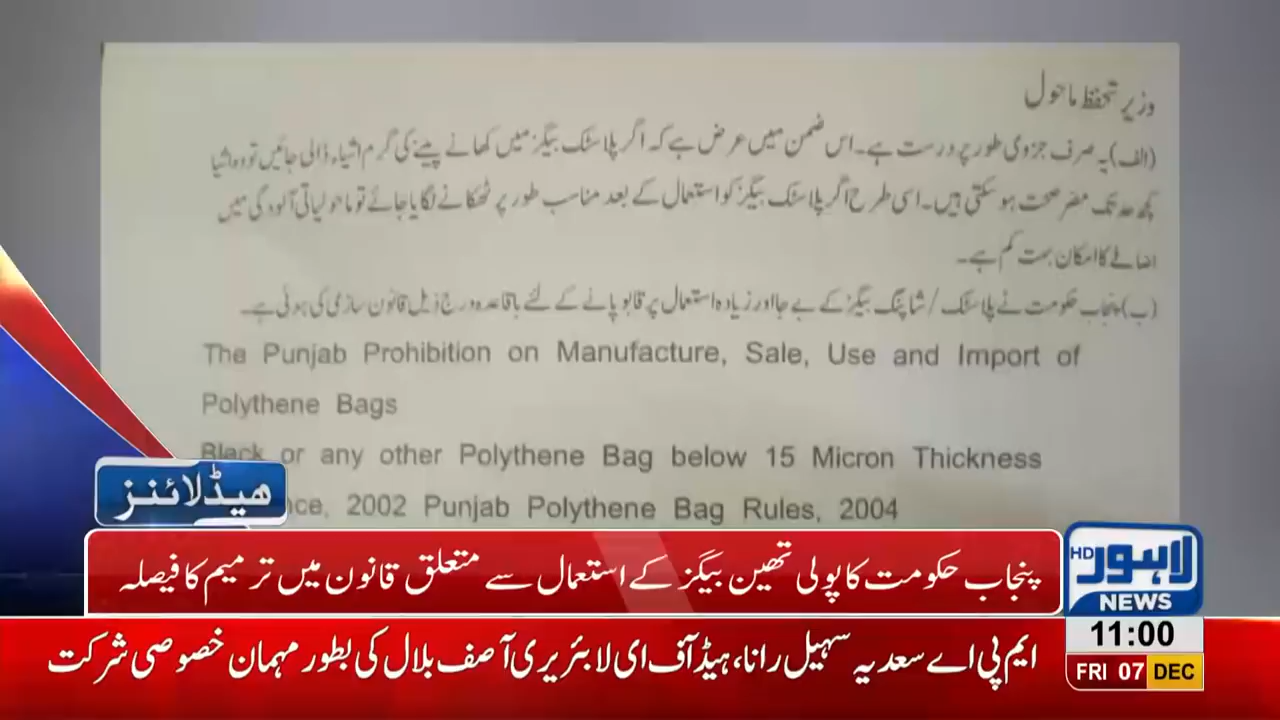 وزیر تحفظ ماحول
(الف) یہ صرف جزوی طور پر درست ہے۔ اس ضمن میں عرض ہے کہ اگر پلاسٹک بیگز میں کھانے پینے کی گرم اشیاء ڈالی جائیں تو وہ اشیا
کچھ حد تک مضر صحت ہو سکتی ہیں۔ اسی طرح اگر پلاسٹک بیگز کو استعمال کے بعد مناسب طور پر ٹھکانے لگایا جائے تو ماحولیاتی آلودگی میں
اضافے کا امکان بہت کم ہے۔
(ب) پنجاب حکومت نے پلاسٹک / شاپنگ بیگز کے بے جا اور زیادہ استعمال پر قابو پانے کے لئے باقاعدہ درج ذیل قانون سازی کی ہوئی ہے۔
The Punjab Prohibition on Manufacture, Sale, Use and Import of
Polythene Bags
Black or any other Polythene Bag below 15 Micron Thickness
nce, 2002 Punjab Polythene Bag Rules, 2004
ھیڈلائنز
پنجاب حکومت کا پولی تھین بیگز کے استعمال سے متعلق قانون میں ترمیم کا فیصلہ
HD لاہور
NEWS
11:00
FRI 07 DEC
ایم پی اے سعدیہ سہیل رانا، ہیڈ آف ای لائبریری آصف بلال کی بطور مہمان خصوصی شرکت